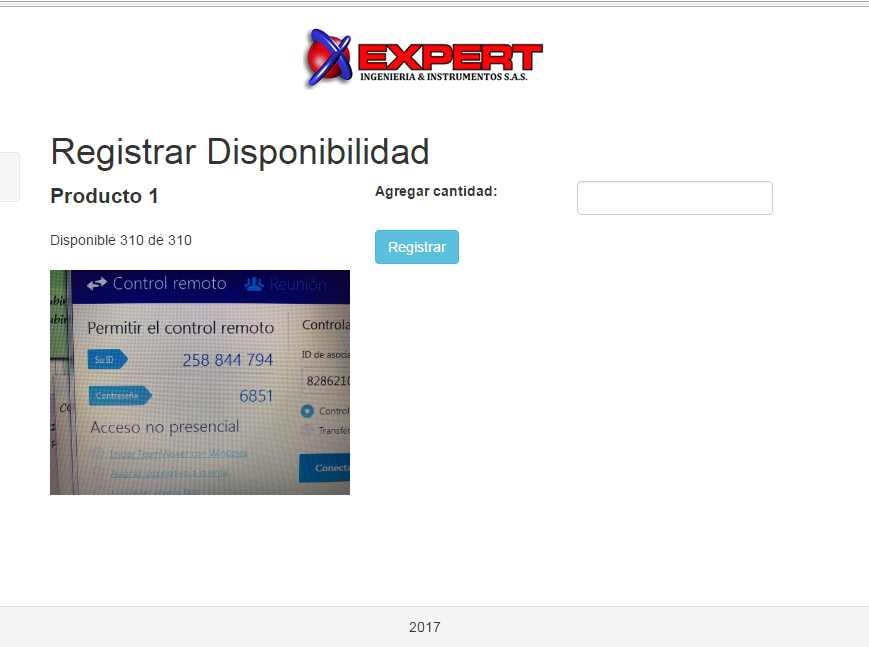 EXPERT
INGENIERIA & INSTRUMENTOS S.A.S.
Registrar Disponibilidad
Producto 1
Agregar cantidad:
Disponible 310 de 310
Registrar
Control remoto
Reunión
Permitir el control remoto
Controla
ID de asocia
Su ID
258 844 794
828621
Contraseña
6851
Control
Acceso no presencial
Transfer
Iniciar TeamViewer con Windows
Asignar dispositivo a cuenta
Conecta
2017